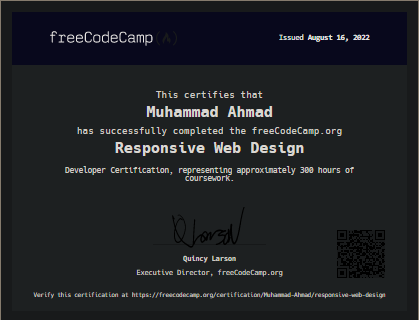 freeCodeCamp(🔥)
Issued August 16, 2022
This certifies that
Muhammad Ahmad
has successfully completed the freeCodeCamp.org
Responsive Web Design
Developer Certification, representing approximately 300 hours of
coursework.
Quincy Larson
Executive Director, freeCodeCamp.org
Verify this certification at https://freecodecamp.org/certification/Muhammad-Ahmad/responsive-web-design